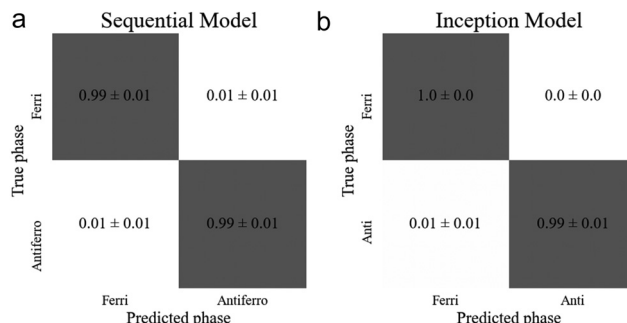 a
Sequential Model
True phase
Ferri
0.99 ± 0.01
0.01 ± 0.01
Antiferro
0.01 ± 0.01
0.99 ± 0.01
Ferri
Antiferro
Predicted phase
b
Inception Model
True phase
Ferri
1.0 ± 0.0
0.0 ± 0.0
Anti
0.01 ± 0.01
0.99 ± 0.01
Ferri
Anti
Predicted phase